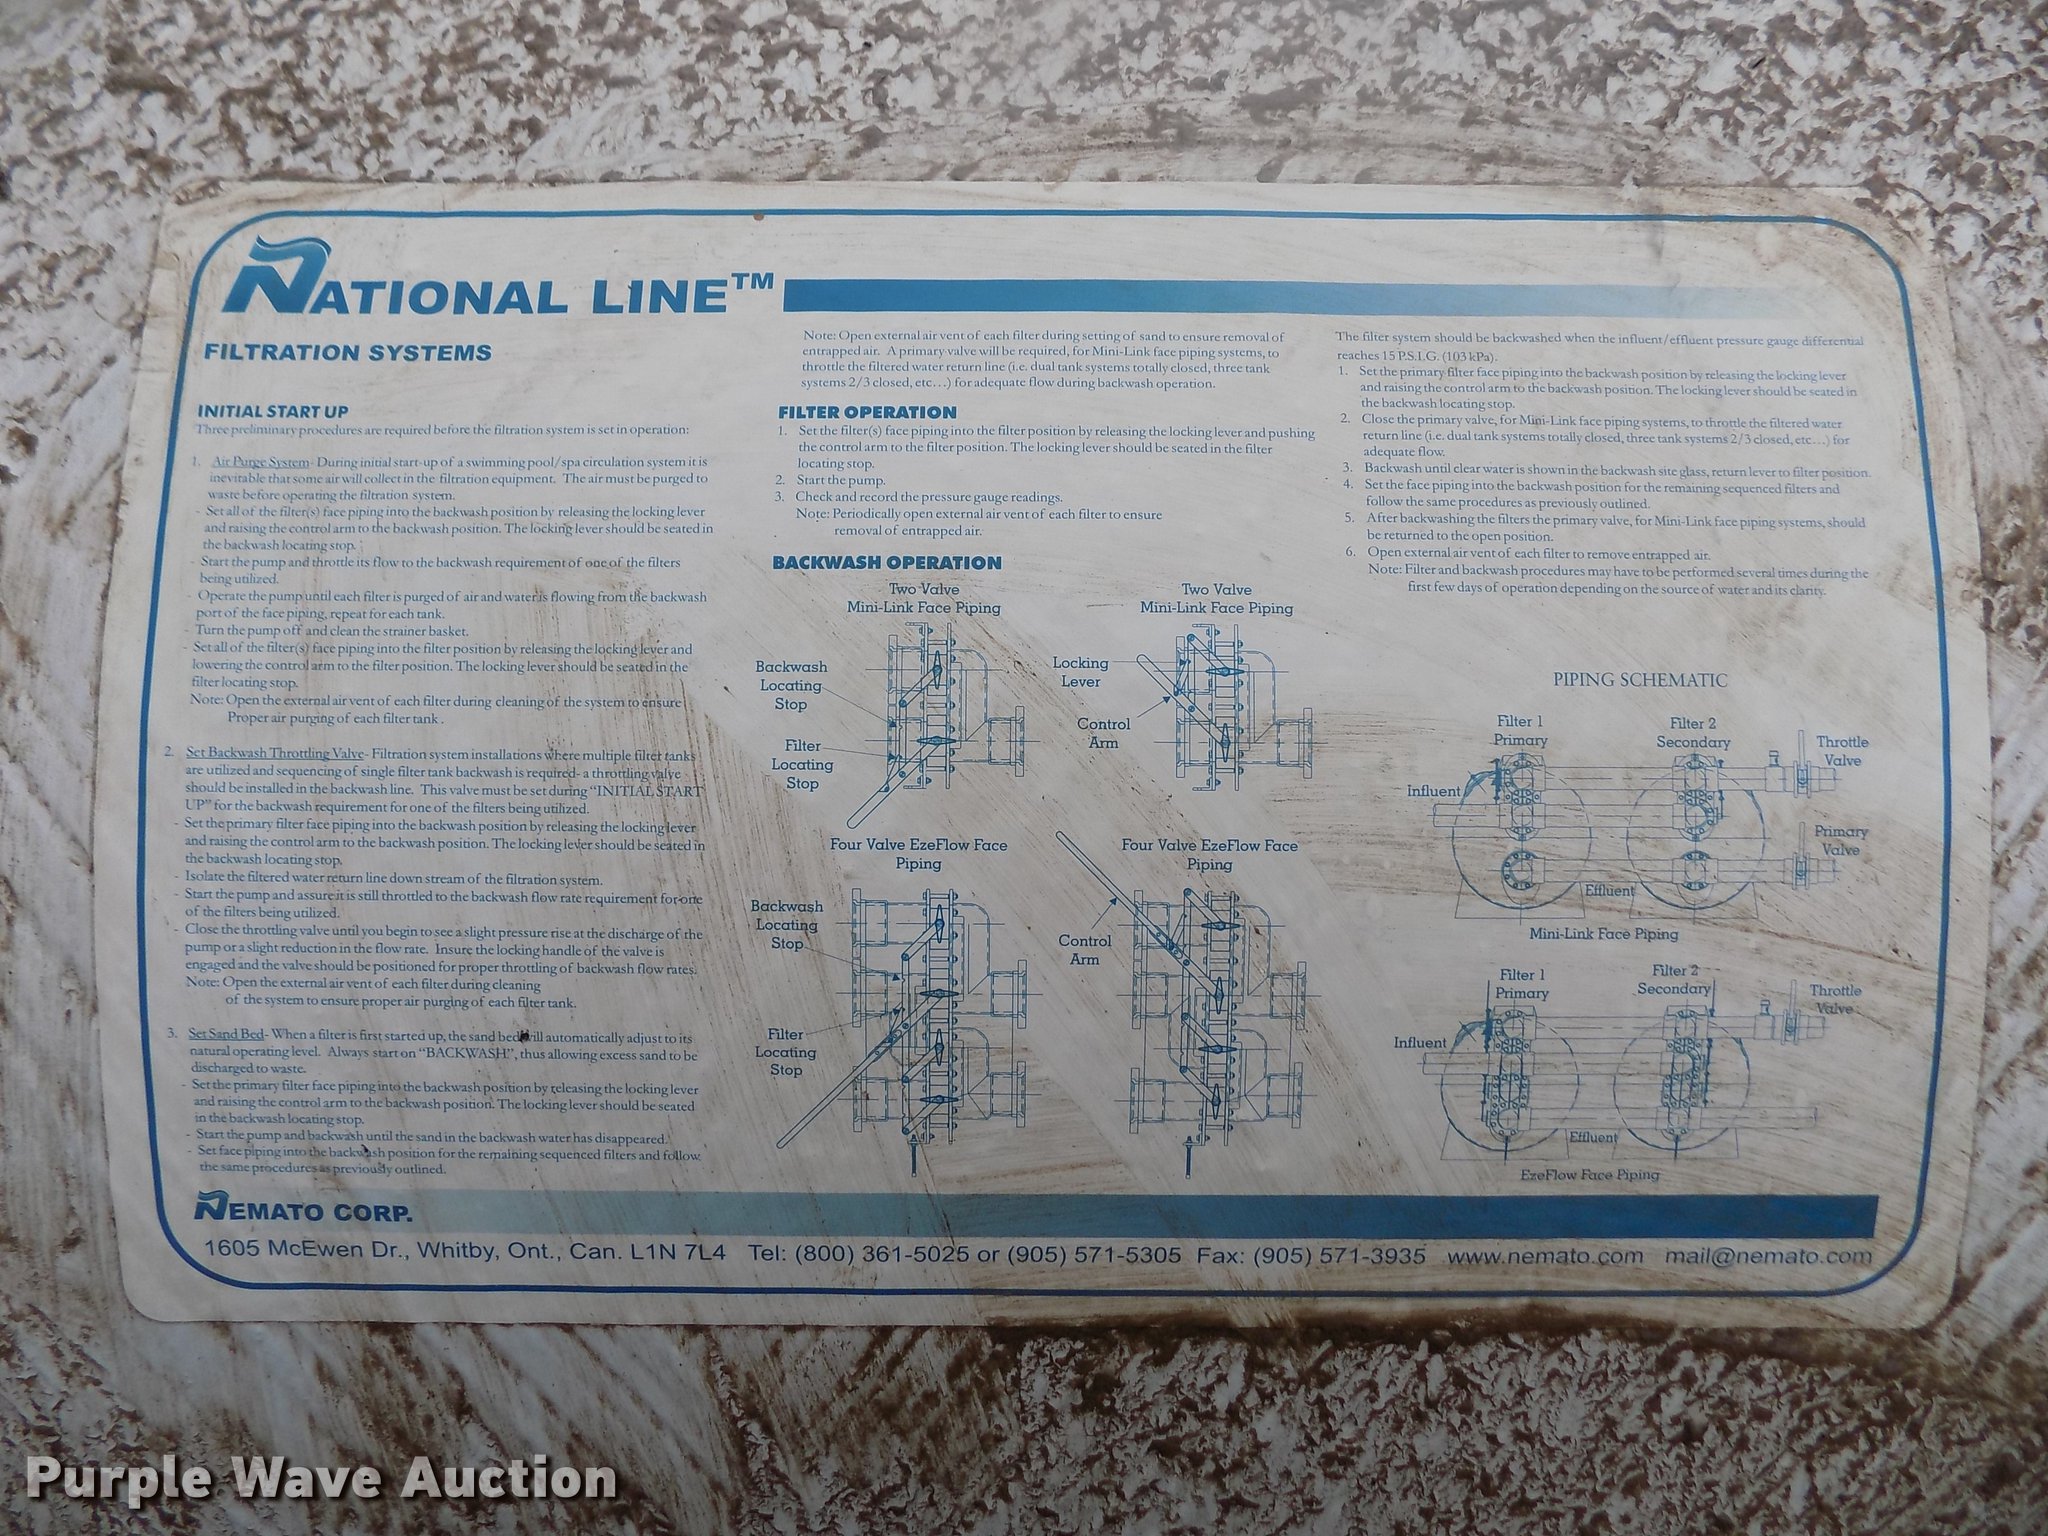 NATIONAL LINE™
FILTRATION SYSTEMS
INITIAL START UP
Three preliminary procedures are required before the filtration system is set in operation:
1. Air Purge System- During initial start-up of a swimming pool/spa circulation system it is
inevitable that some air will collect in the filtration equipment. The air must be purged to
waste before operating the filtration system.
- Set all of the filter(s) face piping into the backwash position by releasing the locking lever
and raising the control arm to the backwash position. The locking lever should be seated in
the backwash locating stop.
- Start the pump and throttle its flow to the backwash requirement of one of the filters
being utilized.
Operate the pump until each filter is purged of air and water is flowing from the backwash
port of the face piping, repeat for each tank.
- Turn the pump off and clean the strainer basket.
- Set all of the filter(s) face piping into the filter position by releasing the locking lever and
lowering the control arm to the filter position. The locking lever should be seated in the
filter locating stop.
Note: Open the external air vent of each filter during cleaning of the system to ensure
Proper air purging of each filter tank.
2. Set Backwash Throttling Valve- Filtration system installations where multiple filter tanks
are utilized and sequencing of single filter tank backwash is required- a throttling valve
should be installed in the backwash line. This valve must be set during "INITIAL START
UP" for the backwash requirement for one of the filters being utilized.
- Set the primary filter face piping into the backwash position by releasing the locking lever
and raising the control arm to the backwash position. The locking lever should be seated in
the backwash locating stop.
- Isolate the filtered water return line down stream of the filtration system.
- Start the pump and assure it is still throttled to the backwash flow rate requirement for one
of the filters being utilized.
- Close the throttling valve until you begin to see a slight pressure rise at the discharge of the
pump or a slight reduction in the flow rate. Insure the locking handle of the valve is
engaged and the valve should be positioned for proper throttling of backwash flow rates.
Note: Open the external air vent of each filter during cleaning
of the system to ensure proper air purging of each filter tank.
3. Set Sand Bed- When a filter is first started up, the sand bed will automatically adjust to its
natural operating level. Always start on "BACKWASH", thus allowing excess sand to be
discharged to waste.
- Set the primary filter face piping into the backwash position by releasing the locking lever
and raising the control arm to the backwash position. The locking lever should be seated
in the backwash locating stop.
- Start the pump and backwash until the sand in the backwash water has disappeared.
- Set face piping into the backwash position for the remaining sequenced filters and follow
the same procedures as previously outlined.
Note: Open external air vent of each filter during setting of sand to ensure removal of
entrapped air. A primary valve will be required, for Mini-Link face piping systems, to
throttle the filtered water return line (i.e. dual tank systems totally closed, three tank
systems 2/3 closed, etc...) for adequate flow during backwash operation.
FILTER OPERATION
1. Set the filter(s) face piping into the filter position by releasing the locking lever and pushing
the control arm to the filter position. The locking lever should be seated in the filter
locating stop.
2. Start the pump.
3. Check and record the pressure gauge readings.
Note: Periodically open external air vent of each filter to ensure
removal of entrapped air.
BACKWASH OPERATION
Two Valve
Mini-Link Face Piping
Backwash
Locating
Stop
Filter
Locating
Stop
Two Valve
Mini-Link Face Piping
Locking
Lever
Control
Arm
Four Valve EzeFlow Face
Piping
Backwash
Locating
Stop
Filter
Locating
Stop
Four Valve EzeFlow Face
Piping
Control
Arm
The filter system should be backwashed when the influent/effluent pressure gauge differential
reaches 15 P.S.I.G. (103 kPa).
1. Set the primary filter face piping into the backwash position by releasing the locking lever
and raising the control arm to the backwash position. The locking lever should be seated in
the backwash locating stop.
2. Close the primary valve, for Mini-Link face piping systems, to throttle the filtered water
return line (i.e. dual tank systems totally closed, three tank systems 2/3 closed, etc...) for
adequate flow.
3. Backwash until clear water is shown in the backwash site glass, return lever to filter position.
4. Set the face piping into the backwash position for the remaining sequenced filters and
follow the same procedures as previously outlined.
5. After backwashing the filters the primary valve, for Mini-Link face piping systems, should
be returned to the open position.
6. Open external air vent of each filter to remove entrapped air.
Note: Filter and backwash procedures may have to be performed several times during the
first few days of operation depending on the source of water and its clarity.
PIPING SCHEMATIC
Filter 1
Primary
Filter 2
Secondary
Throttle
Valve
Influent
Primary
Valve
Effluent
Mini-Link Face Piping
Filter 1
Primary
Filter 2
Secondary
Throttle
Valve
Influent
Effluent
EzeFlow Face Piping
NEMATO CORP.
1605 McEwen Dr., Whitby, Ont., Can. L1N 7L4 Tel: (800) 361-5025 or (905) 571-5305 Fax: (905) 571-3935 www.nemato.com mail@nemato.com
Purple Wave Auction